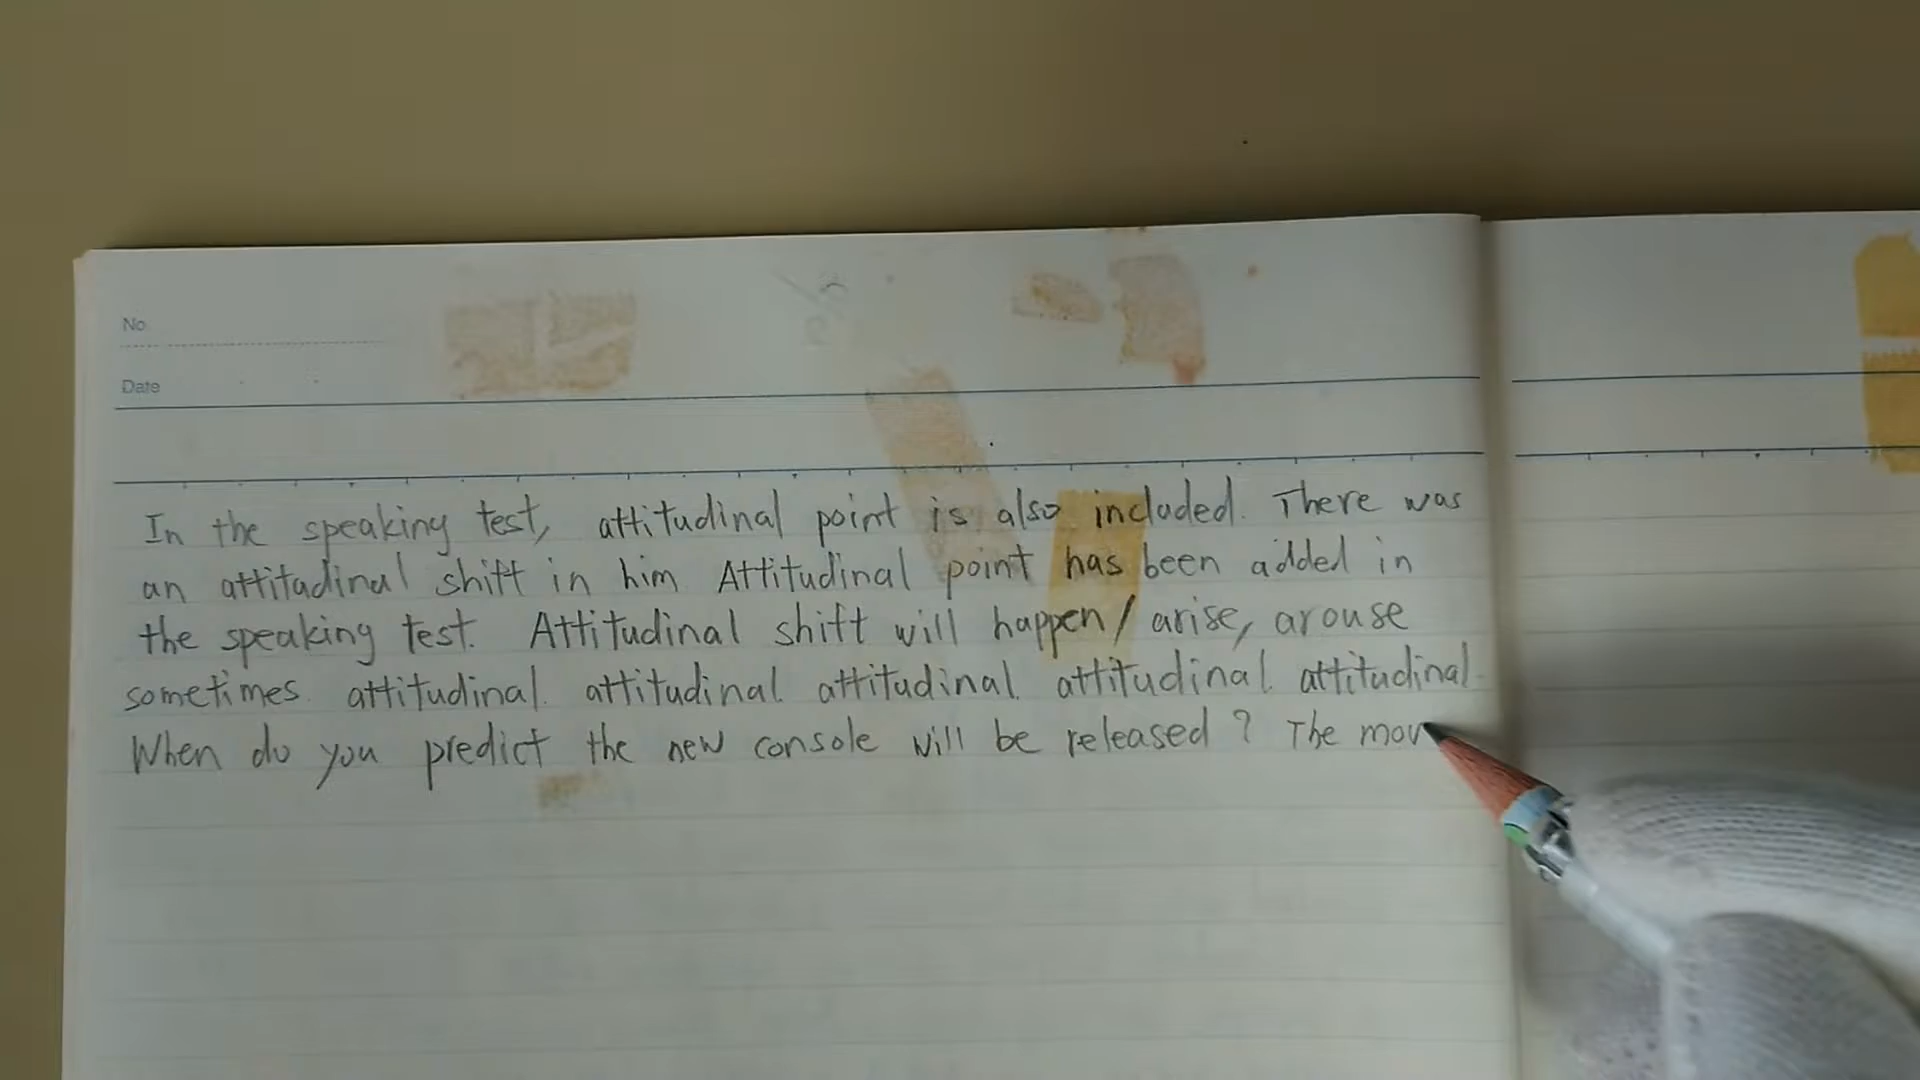 No.
Date
In the speaking test, attitudinal point is also included. There was
an attitudinal shift in him Attitudinal point has been added in
the speaking test. Attitudinal shift will happen/ arise, arouse
sometimes. attitudinal. attitudinal. attitudinal. attitudinal. attitudinal.
When do you predict the new console will be released? The mov